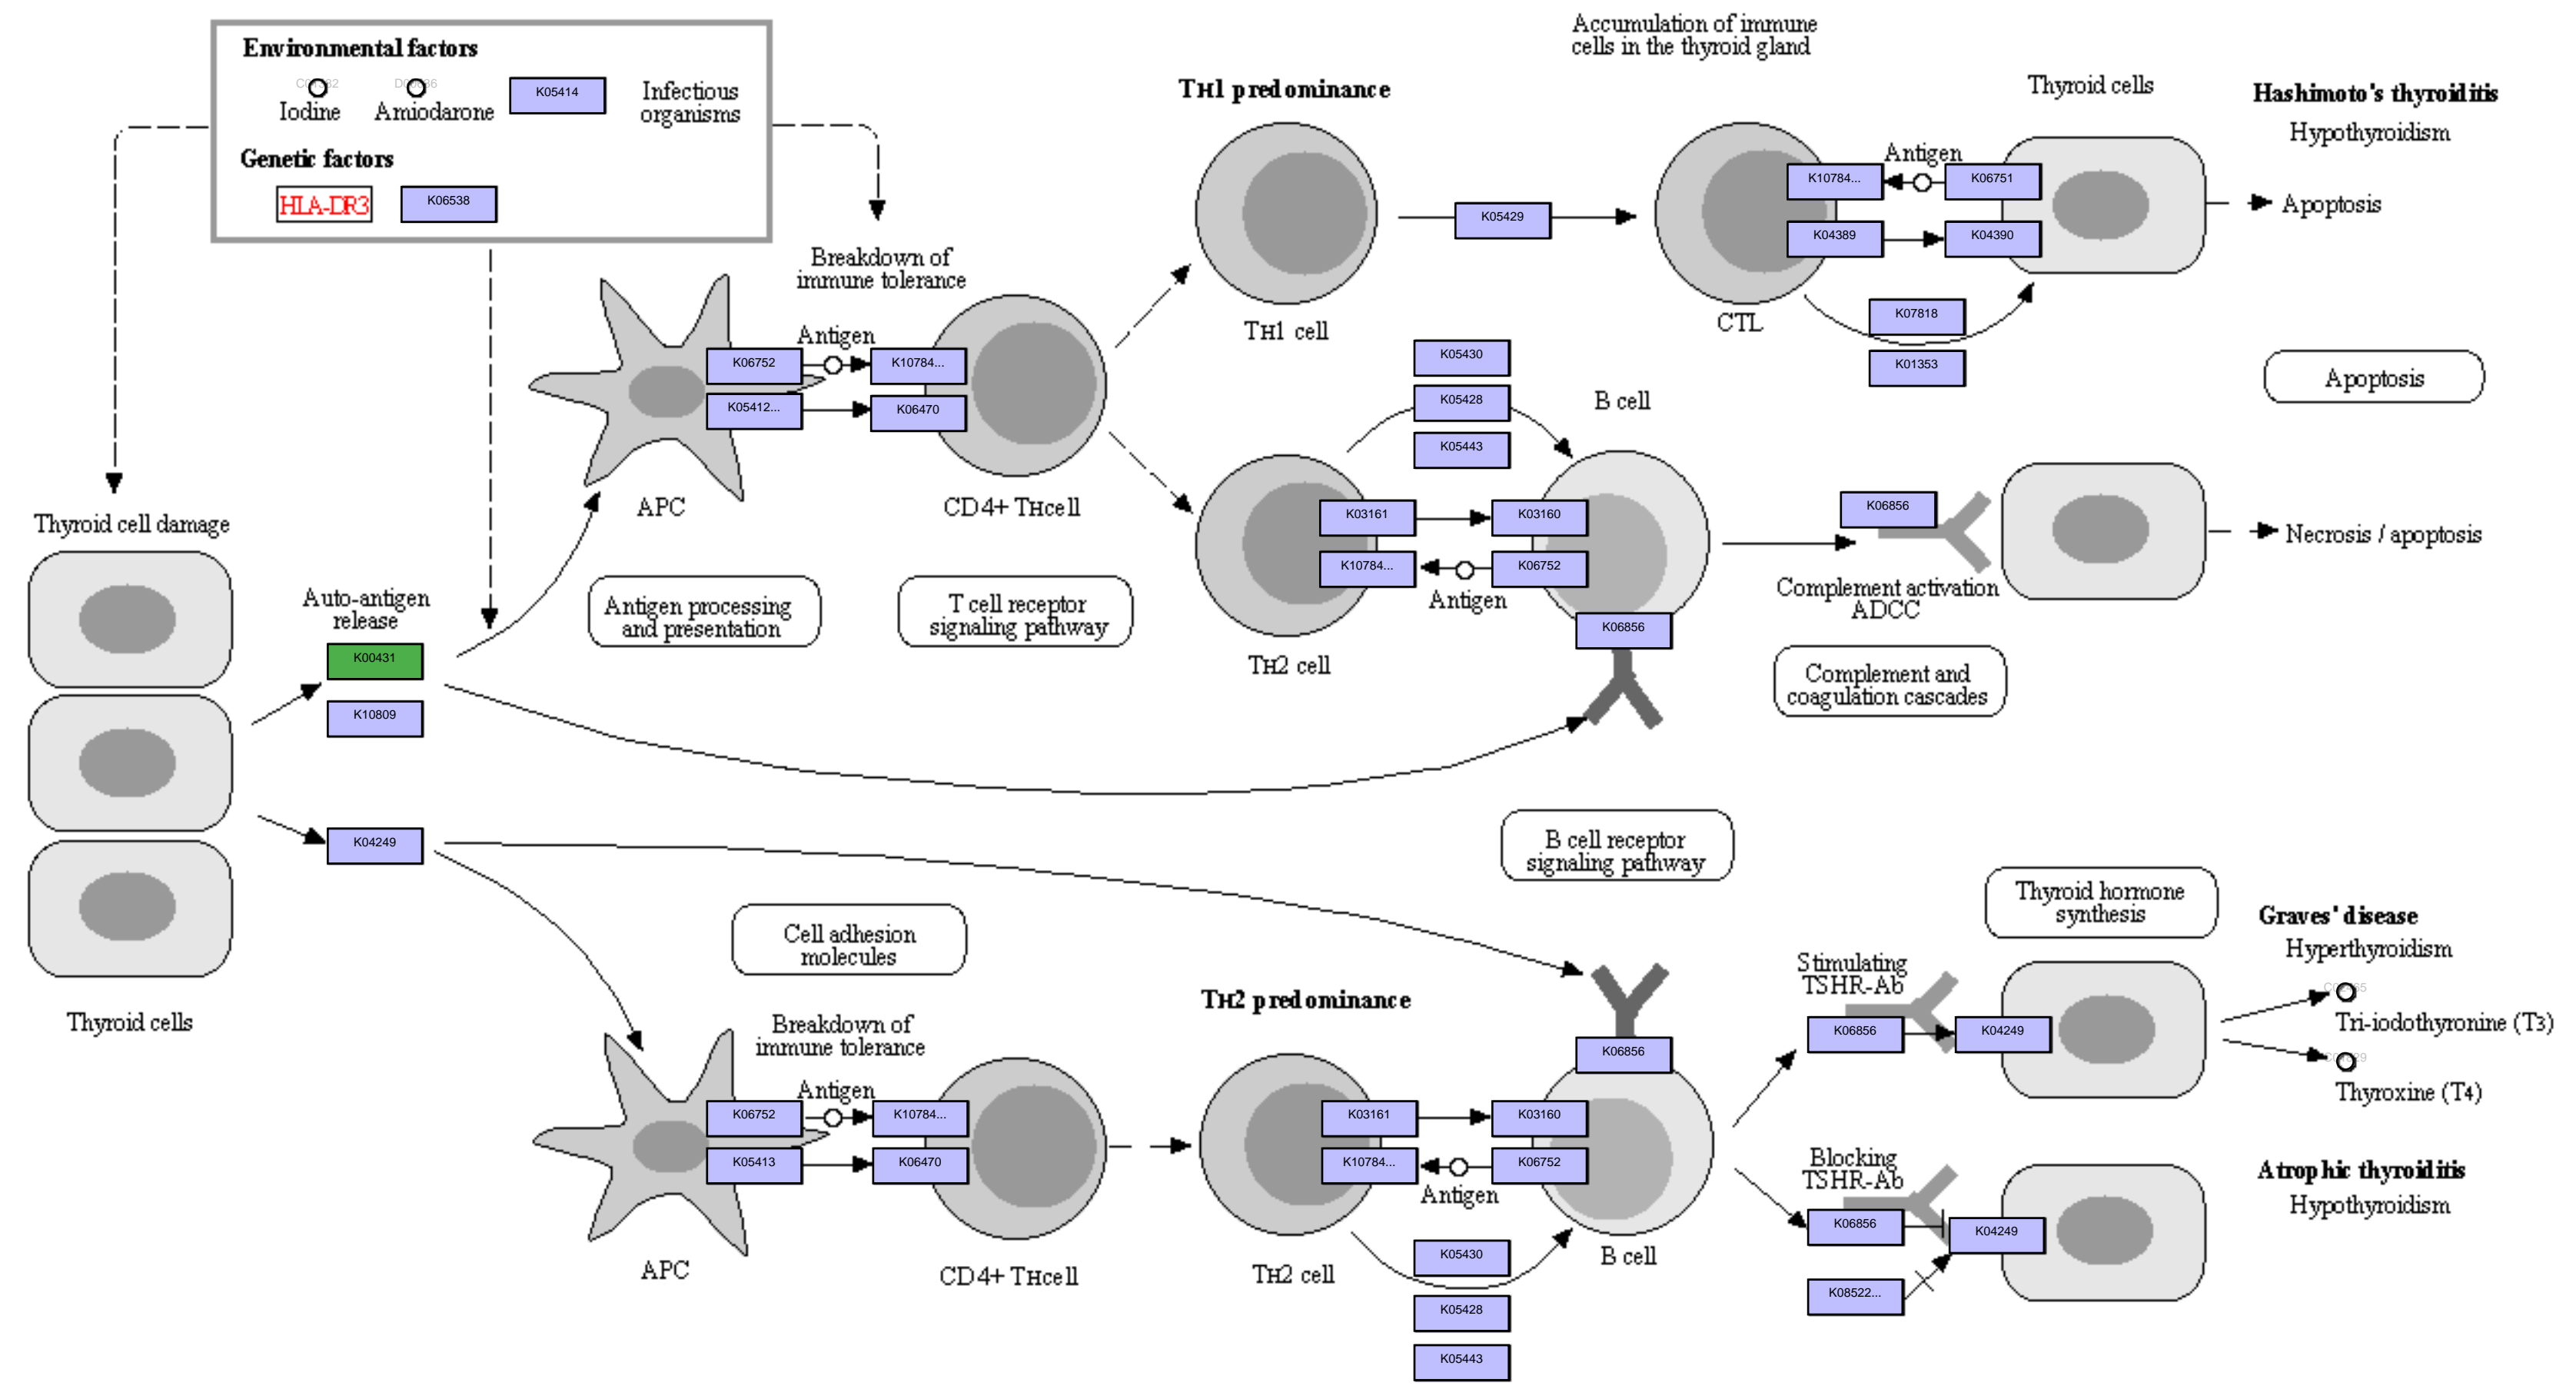 Environmental factors
Iodine
Amiodarone
K05414
Infectious
organisms
Genetic factors
HLA-DR3
K06538
Accumulation of immune
cells in the thyroid gland
TH1 predominance
Thyroid cells
Hashimoto's thyroiditis
Hypothyroidism
K05429
K10784...
Antigen
K06751
K04389
K04390
Apoptosis
TH1 cell
CTL
K07818
K01353
Apoptosis
Breakdown of
immune tolerance
Antigen
K06752
K10784...
K05412...
K06470
APC
CD4+ THcell
K05430
K05428
K05443
B cell
K03161
K03160
K10784...
K06752
Antigen
K06856
TH2 cell
K06856
Complement activation
ADCC
Necrosis / apoptosis
Thyroid cell damage
Auto-antigen
release
K00431
K10809
Antigen processing
and presentation
T cell receptor
signaling pathway
Complement and
coagulation cascades
K04249
B cell receptor
signaling pathway
Thyroid cells
Cell adhesion
molecules
Thyroid hormone
synthesis
Graves' disease
Hyperthyroidism
TH2 predominance
Stimulating
TSHR-Ab
K06856
K04249
Tri-iodothyronine (T3)
Thyroxine (T4)
Breakdown of
immune tolerance
Antigen
K06752
K10784...
K05413
K06470
APC
CD4+ THcell
K06856
K03161
K03160
K10784...
K06752
Antigen
TH2 cell
B cell
K05430
K05428
K05443
Blocking
TSHR-Ab
K06856
K04249
K08522...
Atrophic thyroiditis
Hypothyroidism